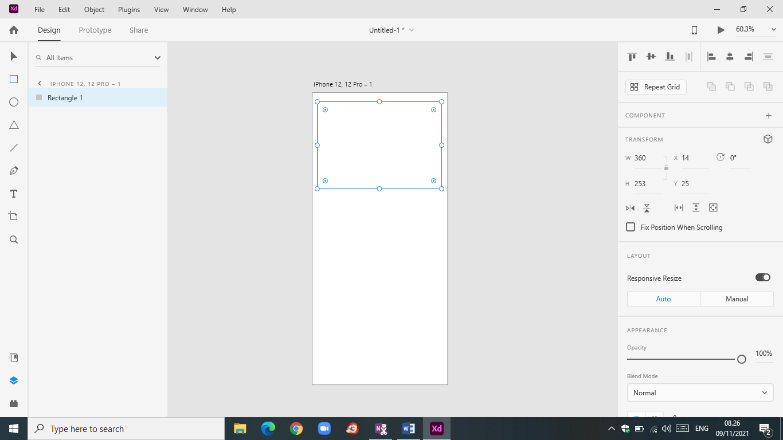 Xd File Edit Object Plugins View Window Help
Design Prototype Share Untitled-1 * 60.3%
All Items
IPHONE 12, 12 PRO – 1
Rectangle 1
iPhone 12, 12 Pro – 1
Repeat Grid
COMPONENT
TRANSFORM
W 360 X 14 0°
H 253 Y 25
Fix Position When Scrolling
LAYOUT
Responsive Resize
Auto Manual
APPEARANCE
Opacity
100%
Blend Mode
Normal
Type here to search
Xd
ENG
08.26
09/11/2021
2